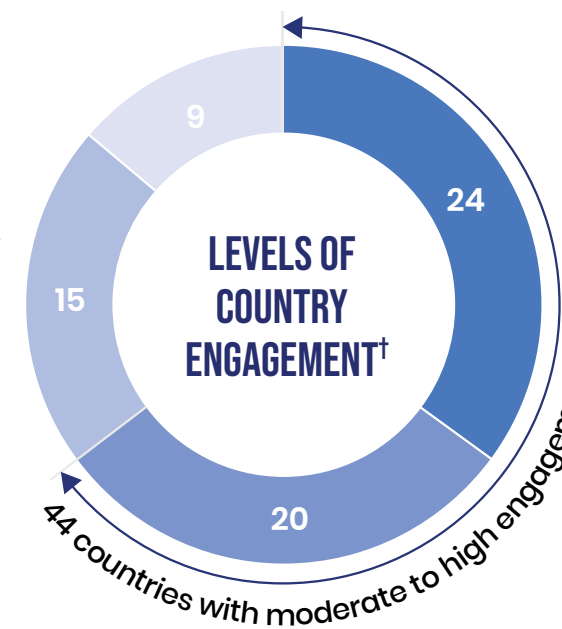 9
24
LEVELS OF
COUNTRY
ENGAGEMENT†
15
20
44 countries with moderate to high